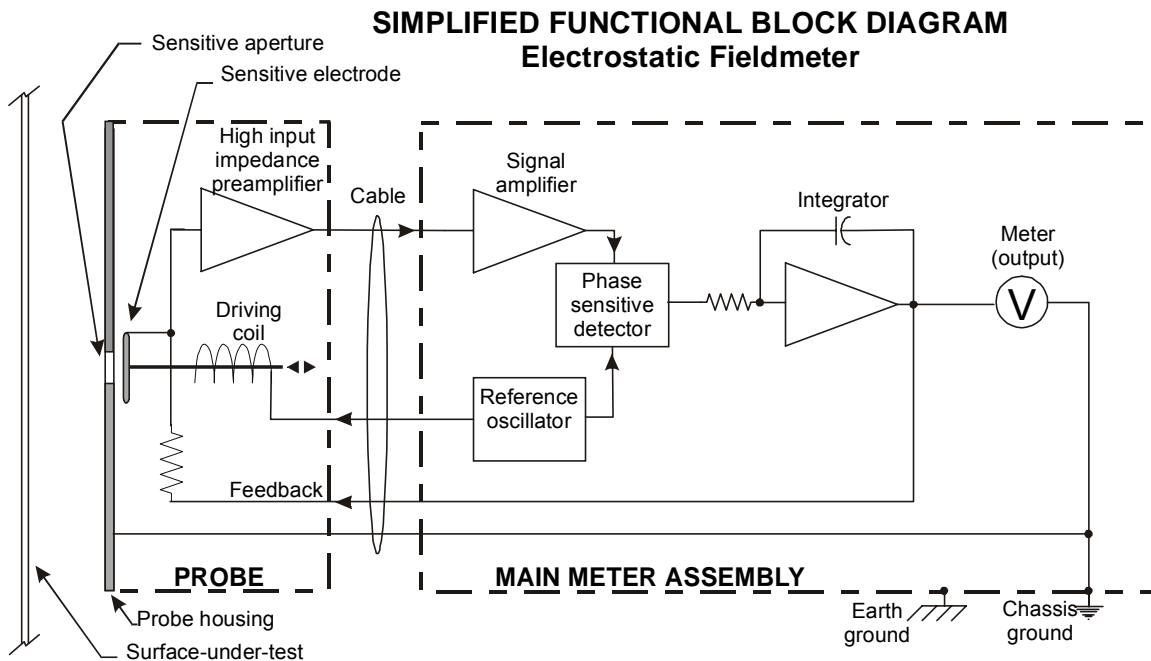 SIMPLIFIED FUNCTIONAL BLOCK DIAGRAM
Electrostatic Fieldmeter
Sensitive aperture
Sensitive electrode
High input
impedance
preamplifier
Cable
Signal
amplifier
Integrator
Meter
(output)
V
Phase
sensitive
detector
Driving
coil
Reference
oscillator
Feedback
PROBE
MAIN METER ASSEMBLY
Probe housing
Surface-under-test
Earth
ground
Chassis
ground